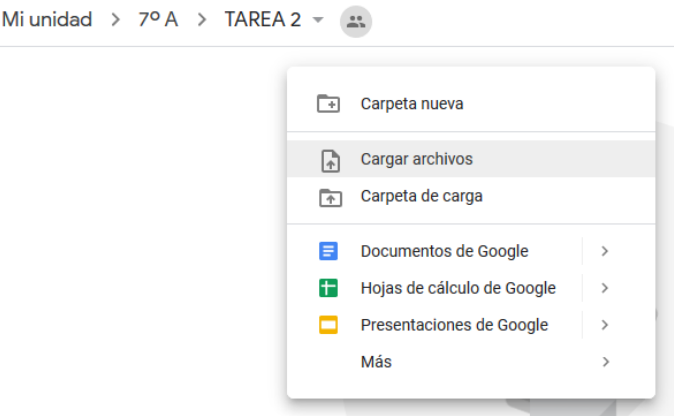 Mi unidad > 7º A > TAREA 2
Carpeta nueva
Cargar archivos
Carpeta de carga
Documentos de Google
Hojas de cálculo de Google
Presentaciones de Google
Más